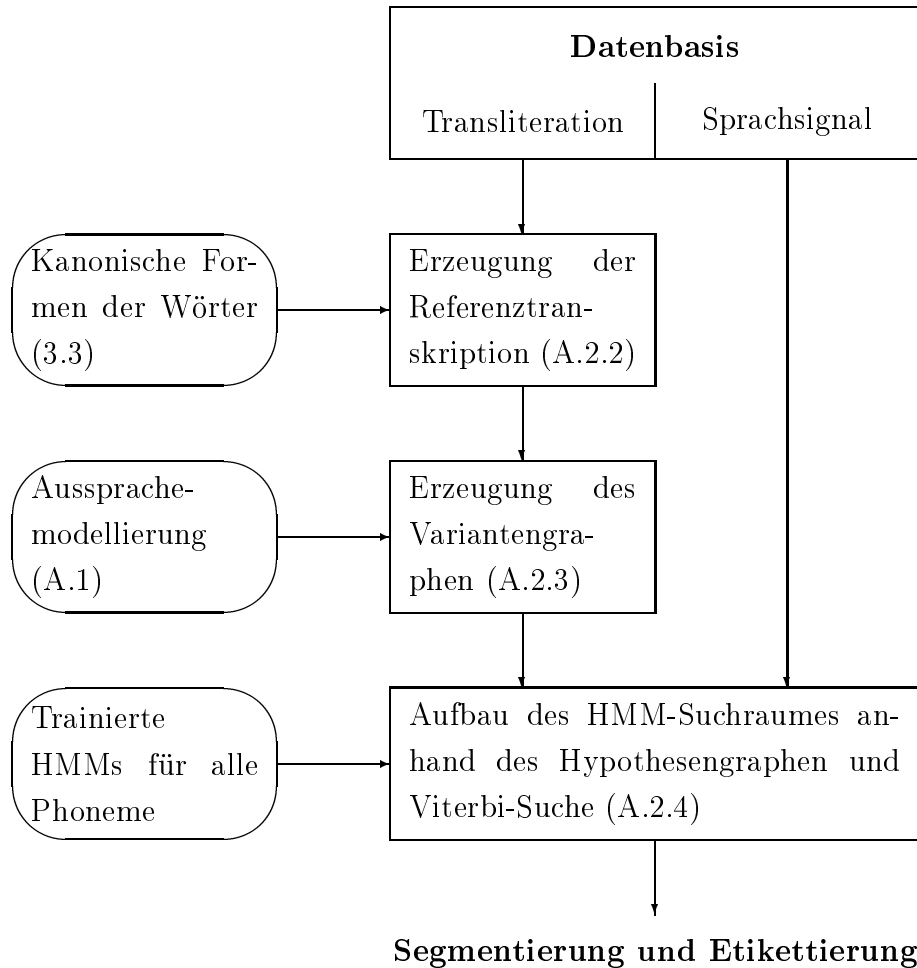 Datenbasis
Transliteration
Sprachsignal
Kanonische For-
men der Wörter
(3.3)
Erzeugung der
Referenztran-
skription (A.2.2)
Aussprache-
modellierung
(A.1)
Erzeugung des
Variantengra-
phen (A.2.3)
Trainierte
HMMs für alle
Phoneme
Aufbau des HMM-Suchraumes an-
hand des Hypothesengraphen und
Viterbi-Suche (A.2.4)
Segmentierung und Etikettierung